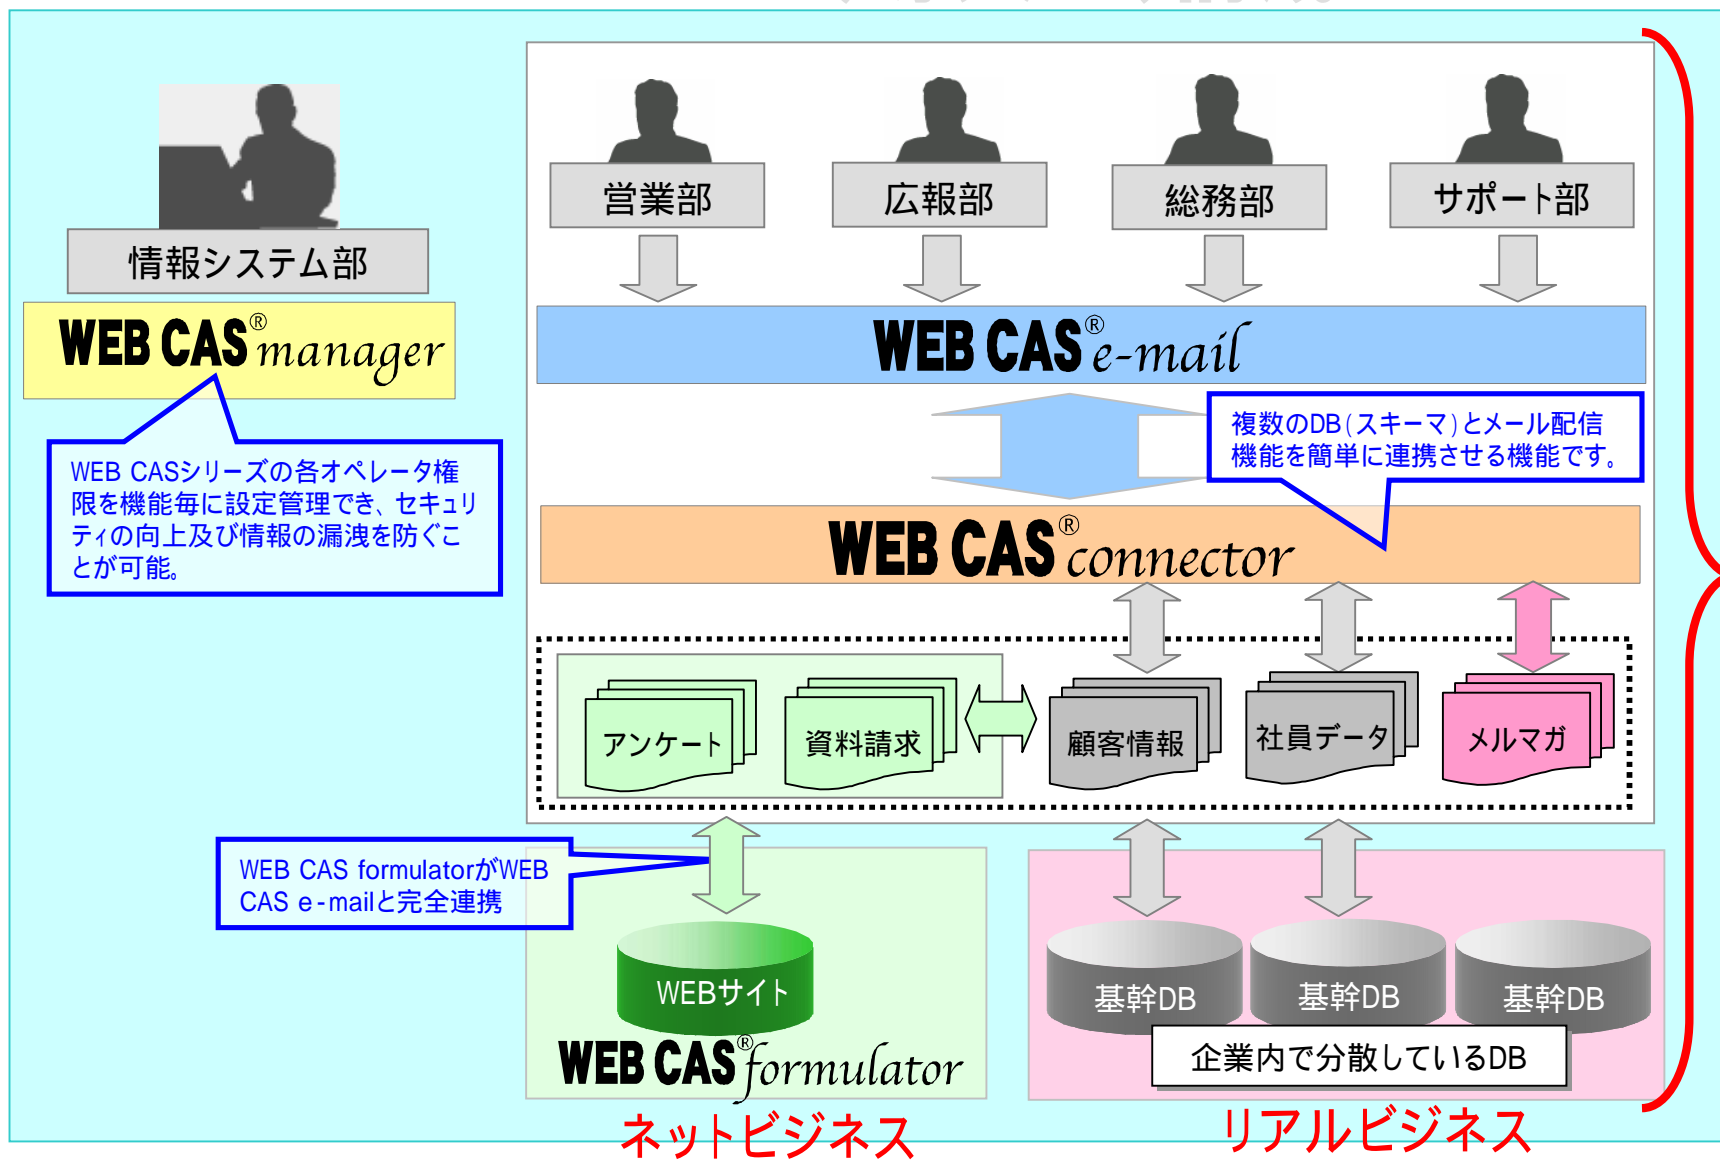 営業部
広報部
総務部
サポート部
情報システム部
WEB CAS® manager
WEB CAS® e-mail
複数のDB(スキーマ)とメール配信
機能を簡単に連携させる機能です。
WEB CASシリーズの各オペレータ権
限を機能毎に設定管理でき、セキュリ
ティの向上及び情報の漏洩を防ぐこ
とが可能。
WEB CAS® connector
アンケート
資料請求
顧客情報
社員データ
メルマガ
WEB CAS formulatorがWEB
CAS e-mailと完全連携
WEBサイト
基幹DB
基幹DB
基幹DB
企業内で分散しているDB
WEB CAS® formulator
ネットビジネス
リアルビジネス